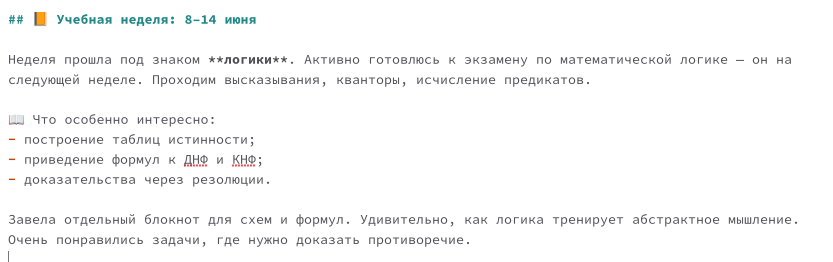 ## 📙 Учебная неделя: 8–14 июня
Неделя прошла под знаком **логики**. Активно готовлюсь к экзамену по математической логике — он на
следующей неделе. Проходим высказывания, кванторы, исчисление предикатов.
📖 Что особенно интересно:
- построение таблиц истинности;
- приведение формул к ДНФ и КНФ;
- доказательства через резолюции.
Завела отдельный блокнот для схем и формул. Удивительно, как логика тренирует абстрактное мышление.
Очень понравились задачи, где нужно доказать противоречие.